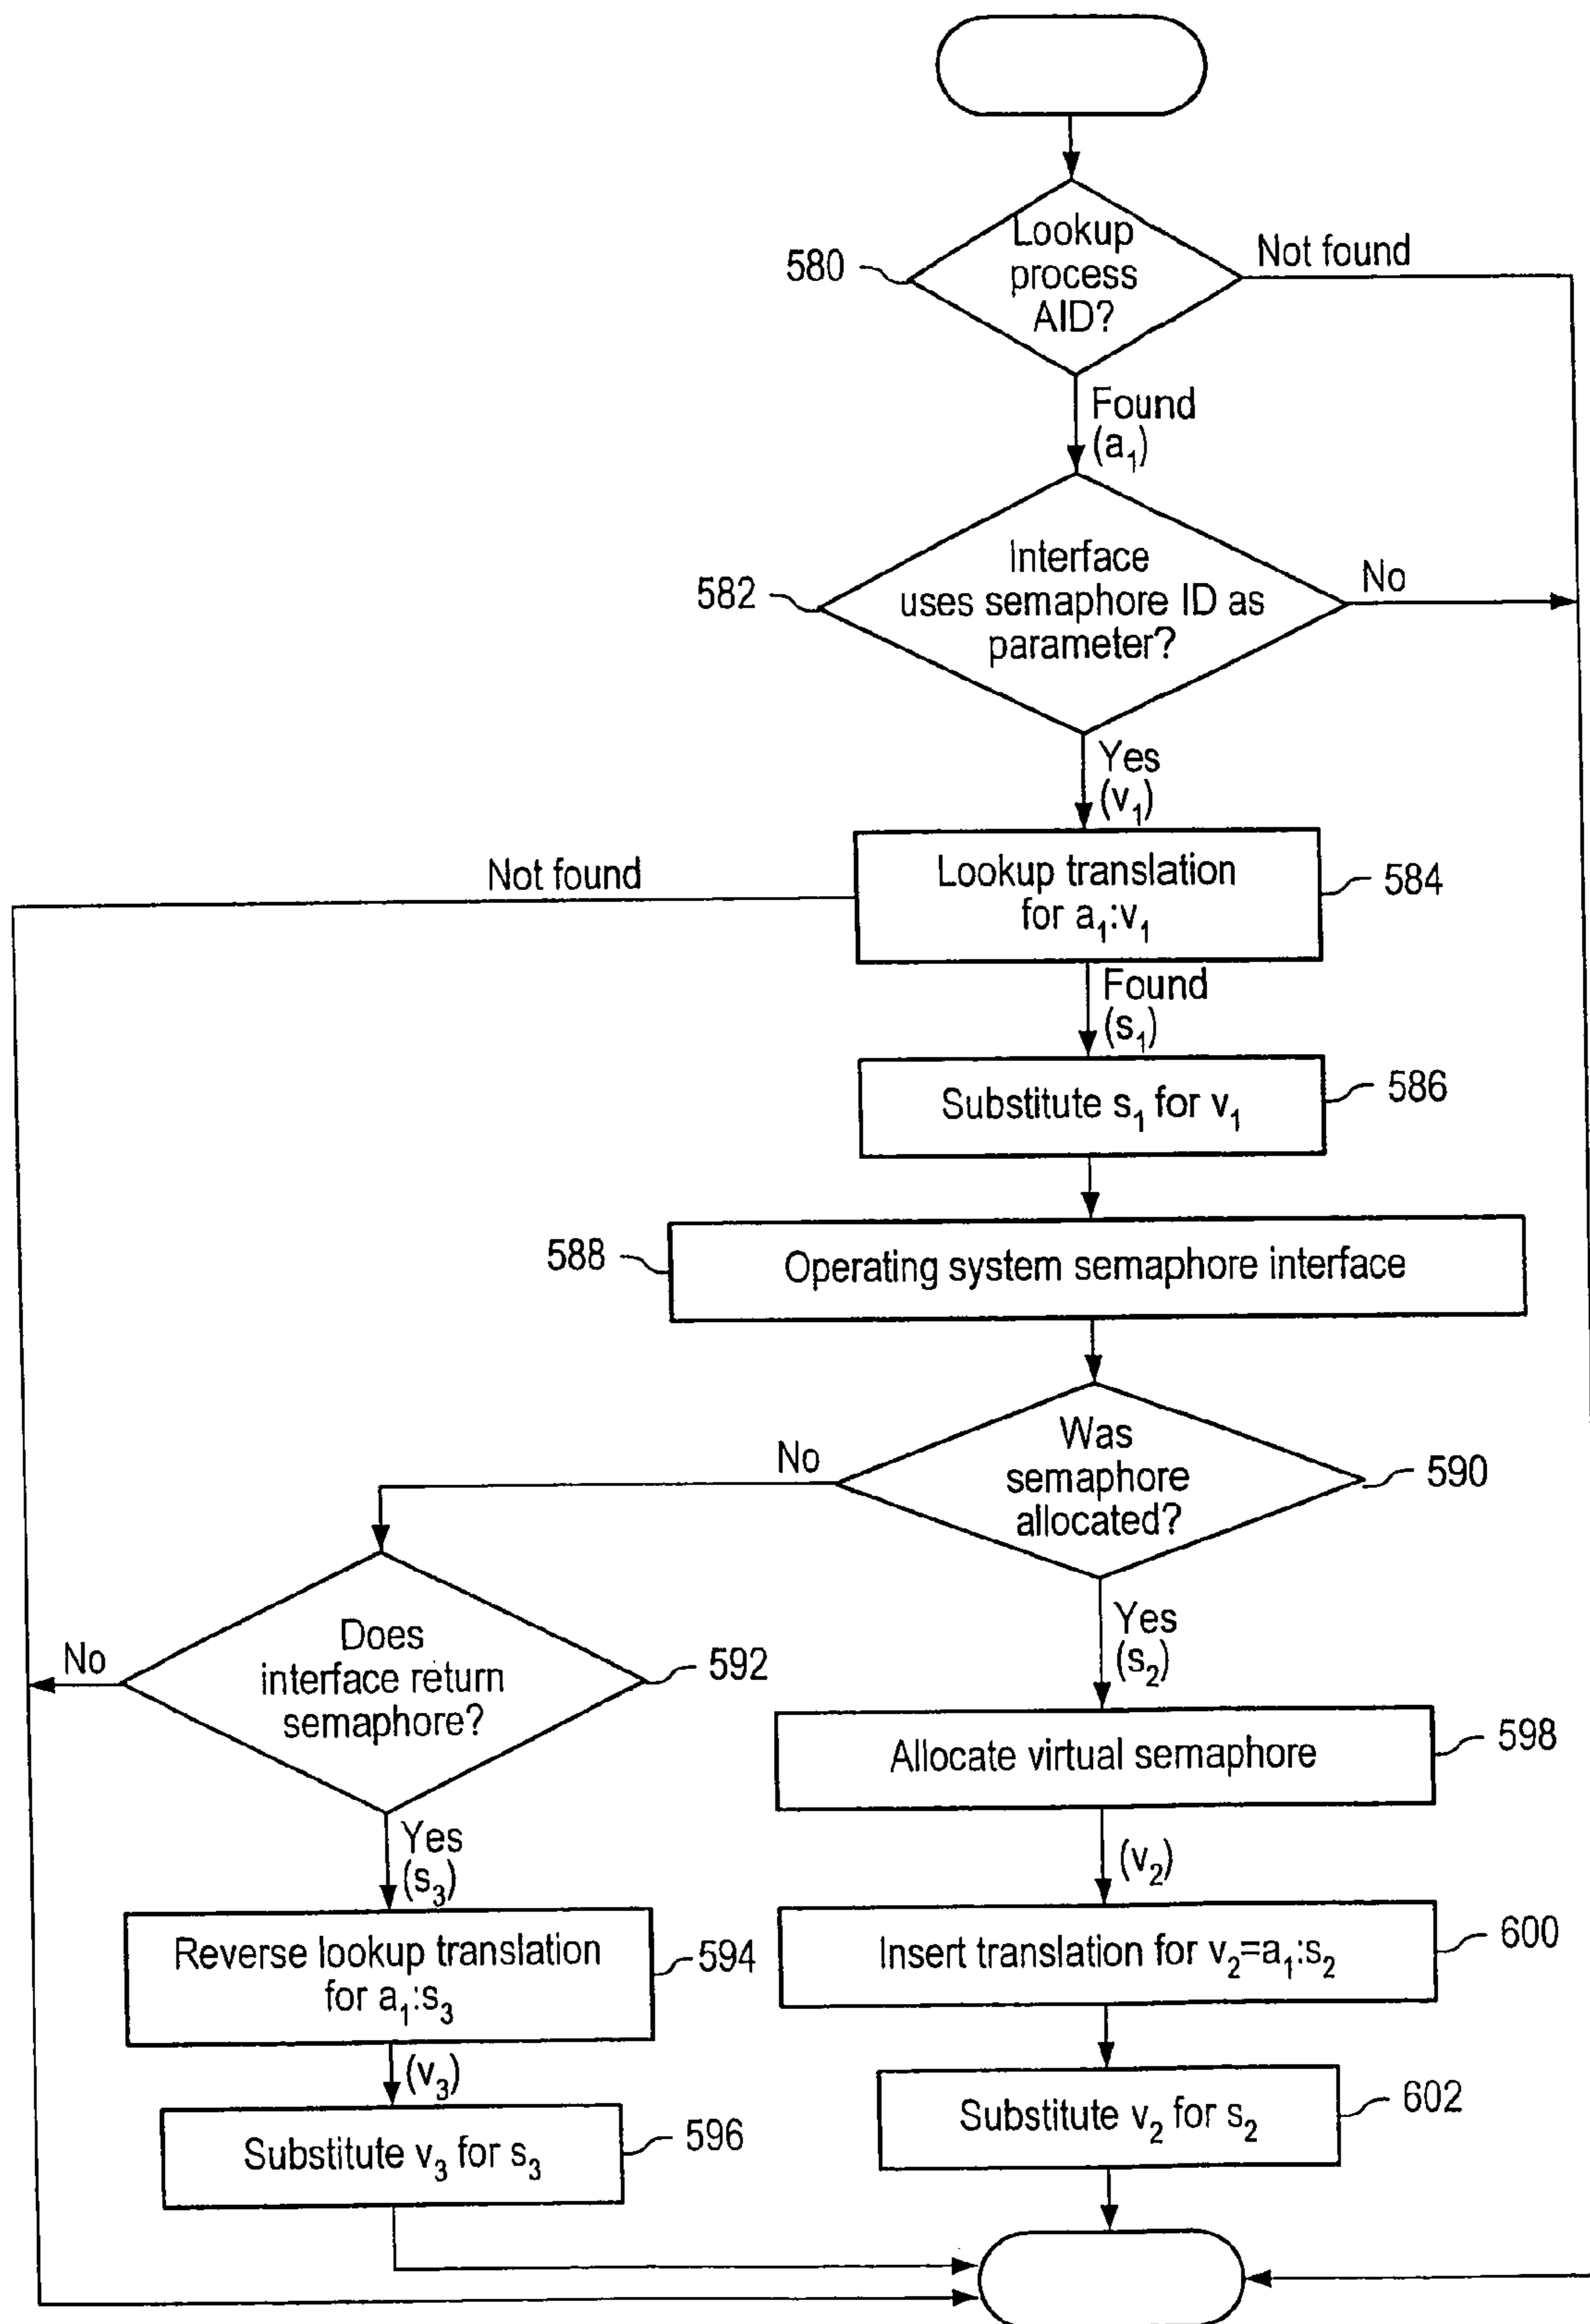 Lookup
process
AID?
580
Not found
Found
(a₁)
Interface
uses semaphore ID as
parameter?
582
No
Yes
(v₁)
Lookup translation
for a₁:v₁
584
Not found
Found
(s₁)
Substitute s₁ for v₁
586
Operating system semaphore interface
588
Was
semaphore
allocated?
590
No
Does
interface return
semaphore?
592
No
Yes
(s₂)
Allocate virtual semaphore
598
Yes
(s₃)
(v₂)
Reverse lookup translation
for a₁:s₃
594
Insert translation for v₂=a₁:s₂
600
(v₃)
Substitute v₃ for s₃
596
Substitute v₂ for s₂
602